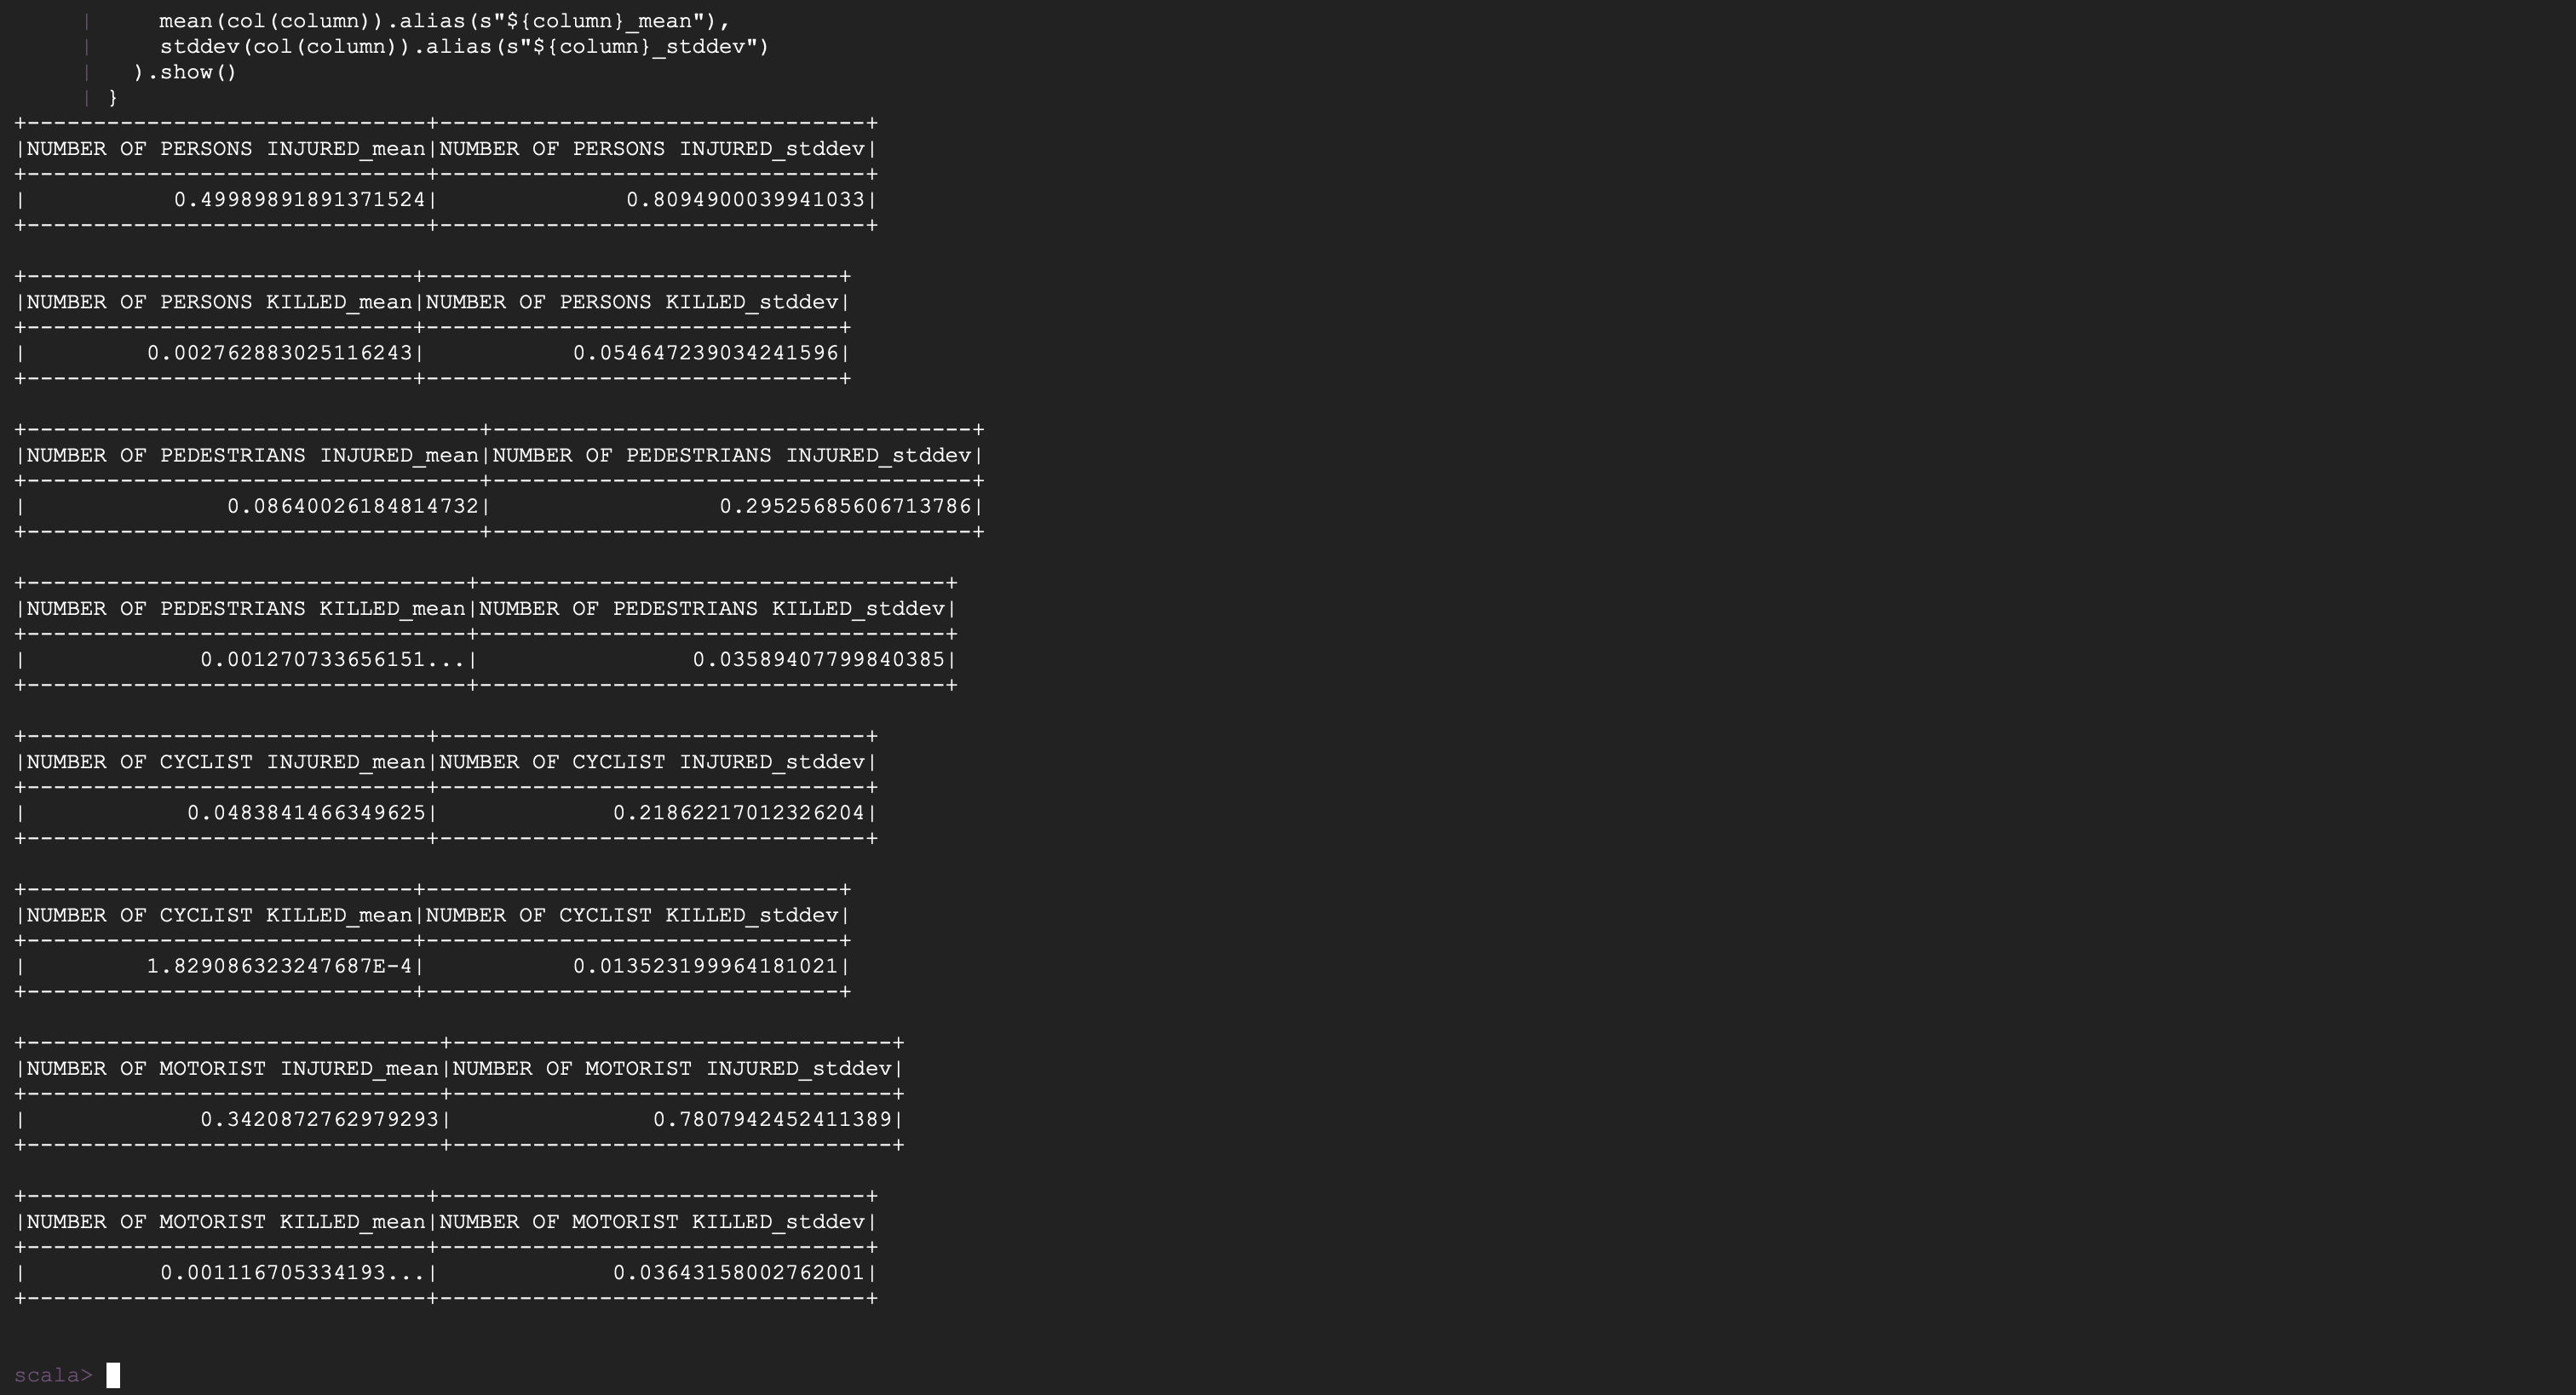 |     mean(col(column)).alias(s"${column}_mean"),
     |     stddev(col(column)).alias(s"${column}_stddev")
     |   ).show()
     | }
+------------------------------+--------------------------------+
|NUMBER OF PERSONS INJURED_mean|NUMBER OF PERSONS INJURED_stddev|
+------------------------------+--------------------------------+
|           0.49989891891371524|              0.8094900039941033|
+------------------------------+--------------------------------+

+-----------------------------+-------------------------------+
|NUMBER OF PERSONS KILLED_mean|NUMBER OF PERSONS KILLED_stddev|
+-----------------------------+-------------------------------+
|         0.002762883025116243|           0.054647239034241596|
+-----------------------------+-------------------------------+

+----------------------------------+------------------------------------+
|NUMBER OF PEDESTRIANS INJURED_mean|NUMBER OF PEDESTRIANS INJURED_stddev|
+----------------------------------+------------------------------------+
|               0.08640026184814732|                 0.29525685606713786|
+----------------------------------+------------------------------------+

+---------------------------------+-----------------------------------+
|NUMBER OF PEDESTRIANS KILLED_mean|NUMBER OF PEDESTRIANS KILLED_stddev|
+---------------------------------+-----------------------------------+
|             0.001270733656151...|                0.03589407799840385|
+---------------------------------+-----------------------------------+

+------------------------------+--------------------------------+
|NUMBER OF CYCLIST INJURED_mean|NUMBER OF CYCLIST INJURED_stddev|
+------------------------------+--------------------------------+
|            0.0483841466349625|             0.21862217012326204|
+------------------------------+--------------------------------+

+-----------------------------+-------------------------------+
|NUMBER OF CYCLIST KILLED_mean|NUMBER OF CYCLIST KILLED_stddev|
+-----------------------------+-------------------------------+
|         1.829086323247687E-4|           0.013523199964181021|
+-----------------------------+-------------------------------+

+-------------------------------+---------------------------------+
|NUMBER OF MOTORIST INJURED_mean|NUMBER OF MOTORIST INJURED_stddev|
+-------------------------------+---------------------------------+
|             0.3420872762979293|               0.7807942452411389|
+-------------------------------+---------------------------------+

+------------------------------+--------------------------------+
|NUMBER OF MOTORIST KILLED_mean|NUMBER OF MOTORIST KILLED_stddev|
+------------------------------+--------------------------------+
|          0.001116705334193...|             0.03643158002762001|
+------------------------------+--------------------------------+

scala>